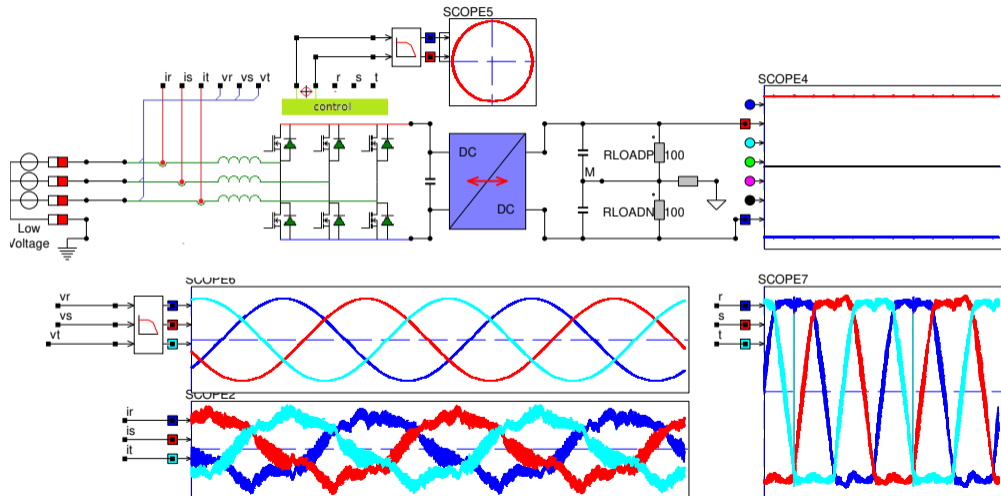 SCOPE5
SCOPE4
ir is it vr vs vt
r s t
control
DC
DC
M
RLOADP 100
RLOADN 100
Low
Voltage
SCOPE6
vr
vs
vt
SCOPE7
r
s
t
SCOPE2
ir
is
it